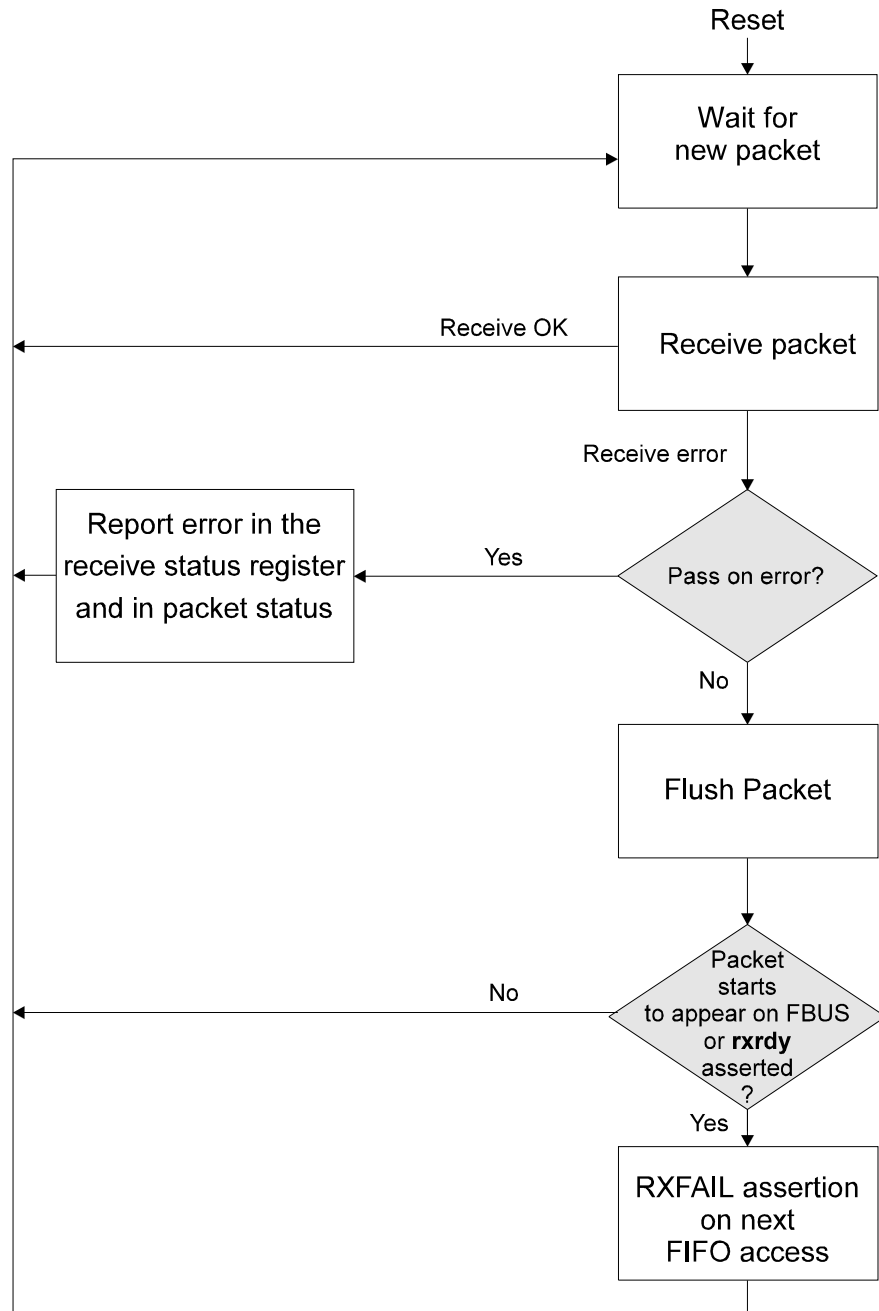 Reset
Wait for
new packet
Receive OK
Receive packet
Receive error
Report error in the
receive status register
and in packet status
Yes
Pass on error?
No
Flush Packet
No
Packet
starts
to appear on FBUS
or rxrdy
asserted
?
Yes
RXFAIL assertion
on next
FIFO access